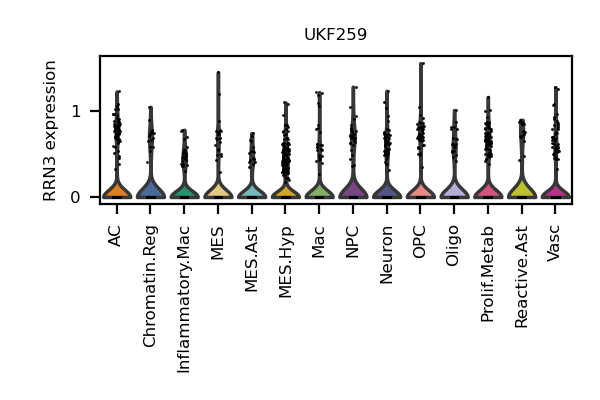 UKF259
RRN3 expression
1
0
AC
Chromatin.Reg
Inflammatory.Mac
MES
MES.Ast
MES.Hyp
Mac
NPC
Neuron
OPC
Oligo
Prolif.Metab
Reactive.Ast
Vasc